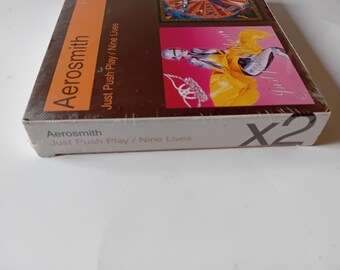 Aerosmith
Just Push Play / Nine Lives
Aerosmith
Just Push Play / Nine Lives
x2